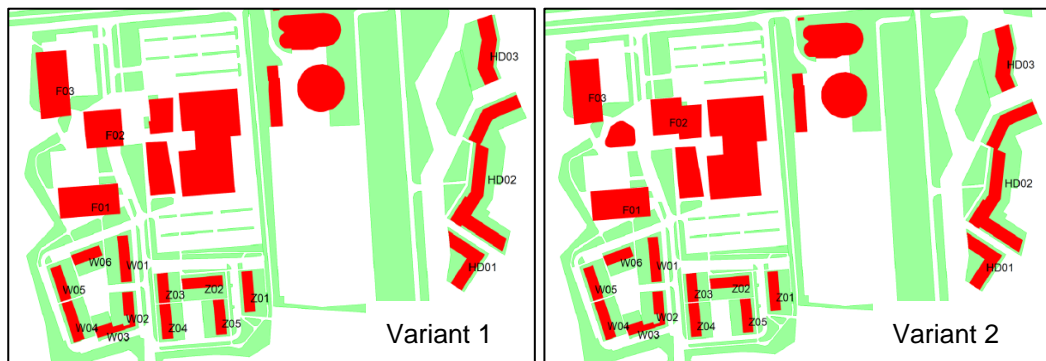 HD03
F03
F02
HD02
F01
W06
W01
HD01
W05
Z03
Z02
Z01
W02
W04
W03
Z04
Z05
Variant 1
HD03
F03
F02
HD02
F01
W06
W01
HD01
W05
Z03
Z02
Z01
W02
W04
W03
Z04
Z05
Variant 2